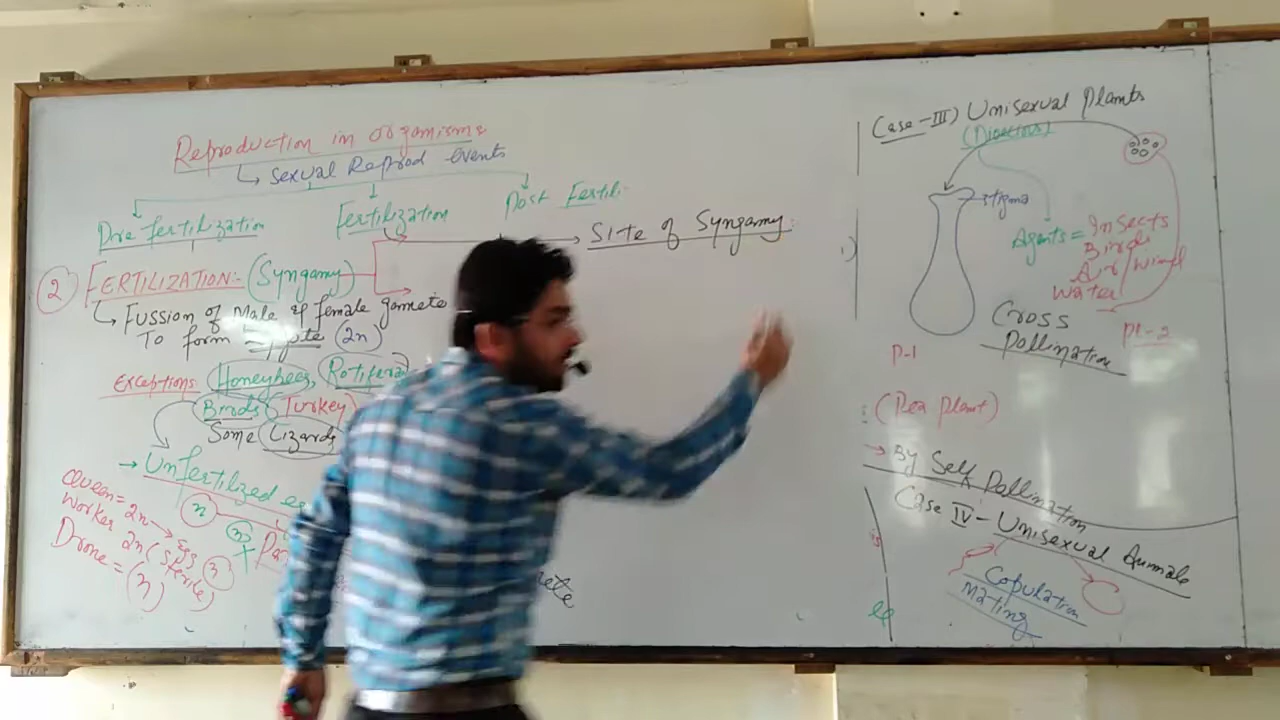 Reproduction in organisms
↳ Sexual Reprod events
Pre fertilization
Fertilization
Post Fertili
② FERTILIZATION:- (Syngamy)
→ Site of Syngamy:
↳ Fussion of Male & female gamete
To form Zygote (2n)
Exceptions Honeybees, Rotifera
Birds (Turkey)
Some Lizards
→ Unfertilized
n
n
Queen = 2n → Egg
Worker 2n (sterile) n
Drone = (n)
Case-III) Unisexual Plants
(Dioecious)
stigma
Agents = Insects
Birds
Air/Wind
Water
Cross
Pollination
P-1
Pl-2
: (Pea plant)
→ By Self Pollination
Case IV - Unisexual Animals
Copulation
Mating